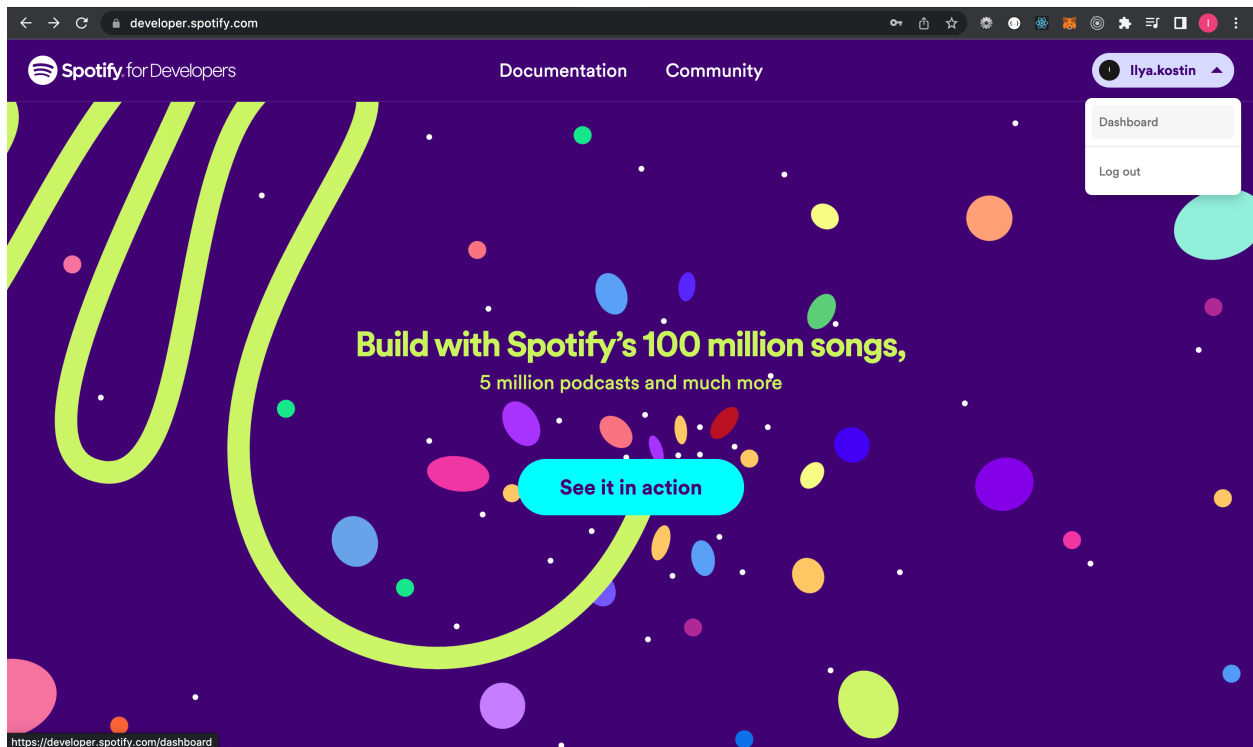 developer.spotify.com
Spotify for Developers
Documentation
Community
Ilya.kostin
Dashboard
Log out
Build with Spotify's 100 million songs,
5 million podcasts and much more
See it in action
https://developer.spotify.com/dashboard